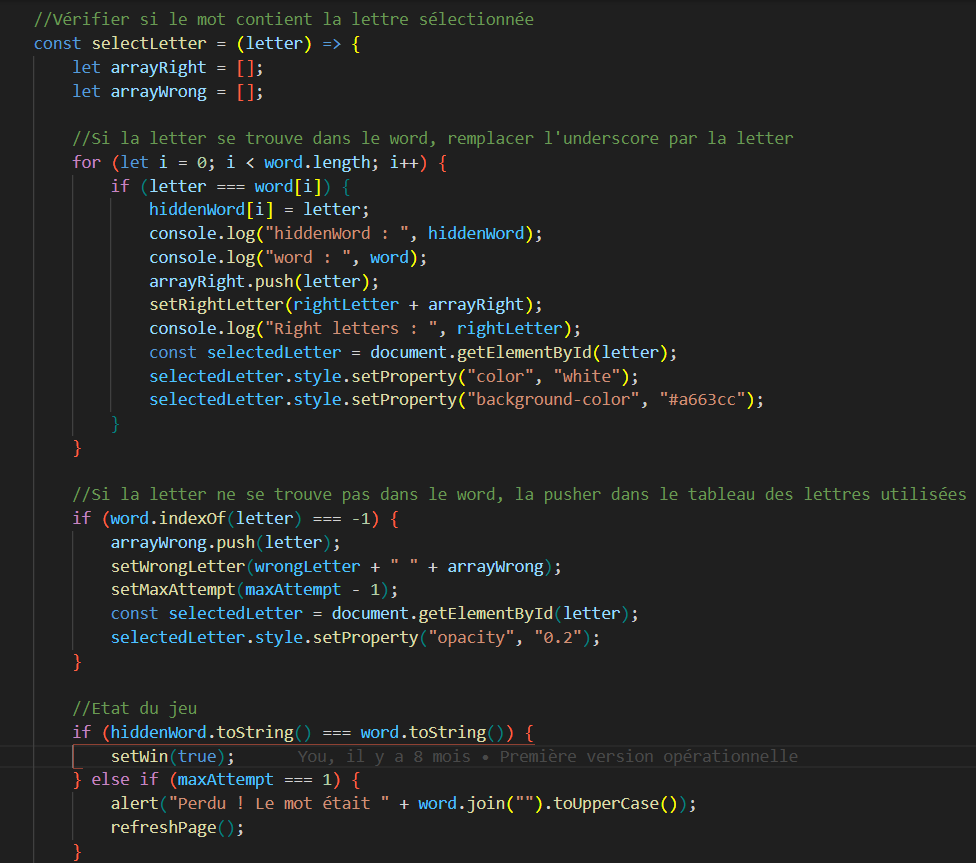 //Vérifier si le mot contient la lettre sélectionnée
const selectLetter = (letter) => {
    let arrayRight = [];
    let arrayWrong = [];

    //Si la letter se trouve dans le word, remplacer l'underscore par la letter
    for (let i = 0; i < word.length; i++) {
        if (letter === word[i]) {
            hiddenWord[i] = letter;
            console.log("hiddenWord : ", hiddenWord);
            console.log("word : ", word);
            arrayRight.push(letter);
            setRightLetter(rightLetter + arrayRight);
            console.log("Right letters : ", rightLetter);
            const selectedLetter = document.getElementById(letter);
            selectedLetter.style.setProperty("color", "white");
            selectedLetter.style.setProperty("background-color", "#a663cc");
        }
    }

    //Si la letter ne se trouve pas dans le word, la pusher dans le tableau des lettres utilisées
    if (word.indexOf(letter) === -1) {
        arrayWrong.push(letter);
        setWrongLetter(wrongLetter + " " + arrayWrong);
        setMaxAttempt(maxAttempt - 1);
        const selectedLetter = document.getElementById(letter);
        selectedLetter.style.setProperty("opacity", "0.2");
    }

    //Etat du jeu
    if (hiddenWord.toString() === word.toString()) {
        setWin(true);      You, il y a 8 mois • Première version opérationnelle
    } else if (maxAttempt === 1) {
        alert("Perdu ! Le mot était " + word.join("").toUpperCase());
        refreshPage();
    }